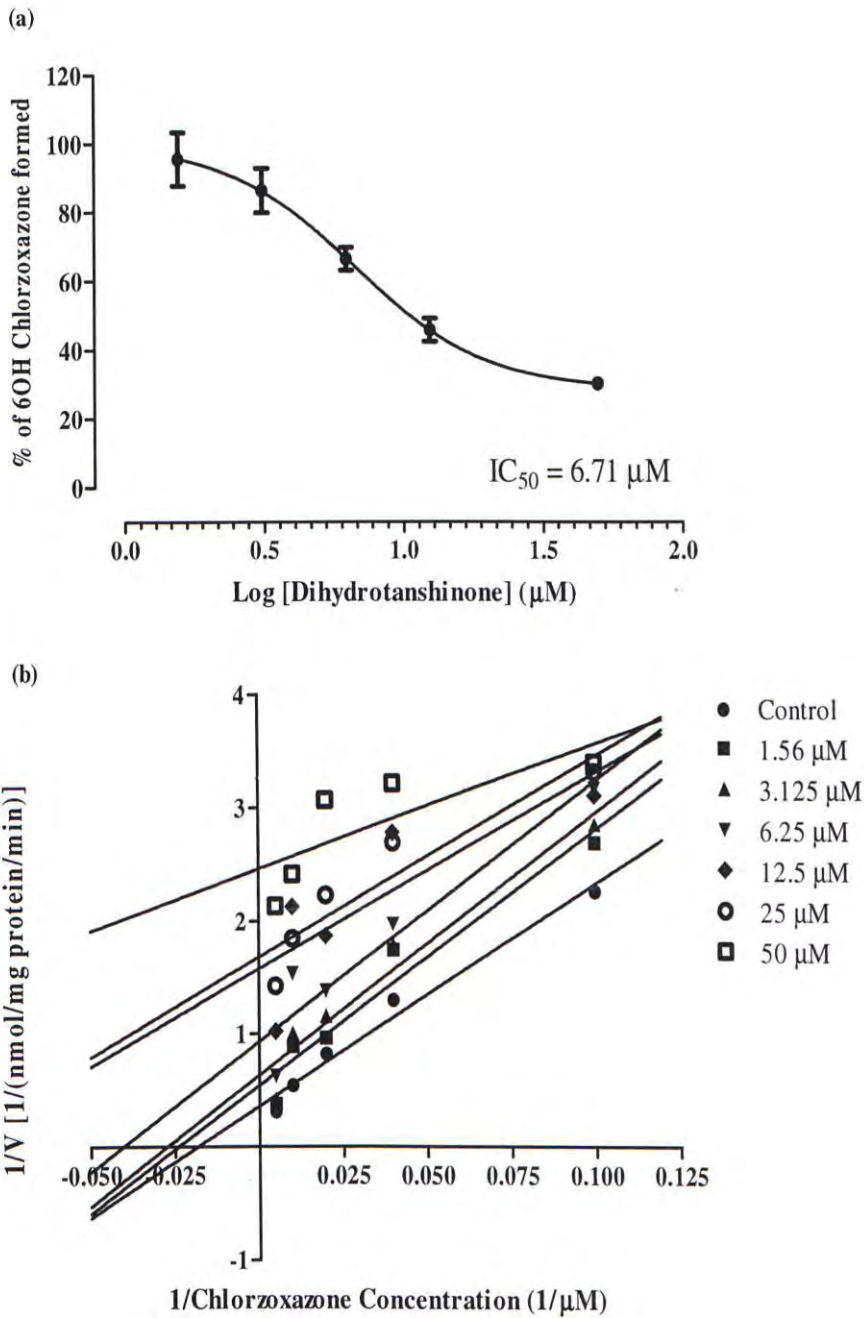 (a)
120
100
80
60
40
20
0
% of 6OH Chlorzoxazone formed
IC50 = 6.71 μM
0.0 0.5 1.0 1.5 2.0
Log [Dihydrotanshinone] (μM)
(b)
4
3
2
1
-1
1/V [1/(nmol/mg protein/min)]
-0.050 -0.025 0.025 0.050 0.075 0.100 0.125
1/Chlorzoxazone Concentration (1/μM)
Control
1.56 μM
3.125 μM
6.25 μM
12.5 μM
25 μM
50 μM